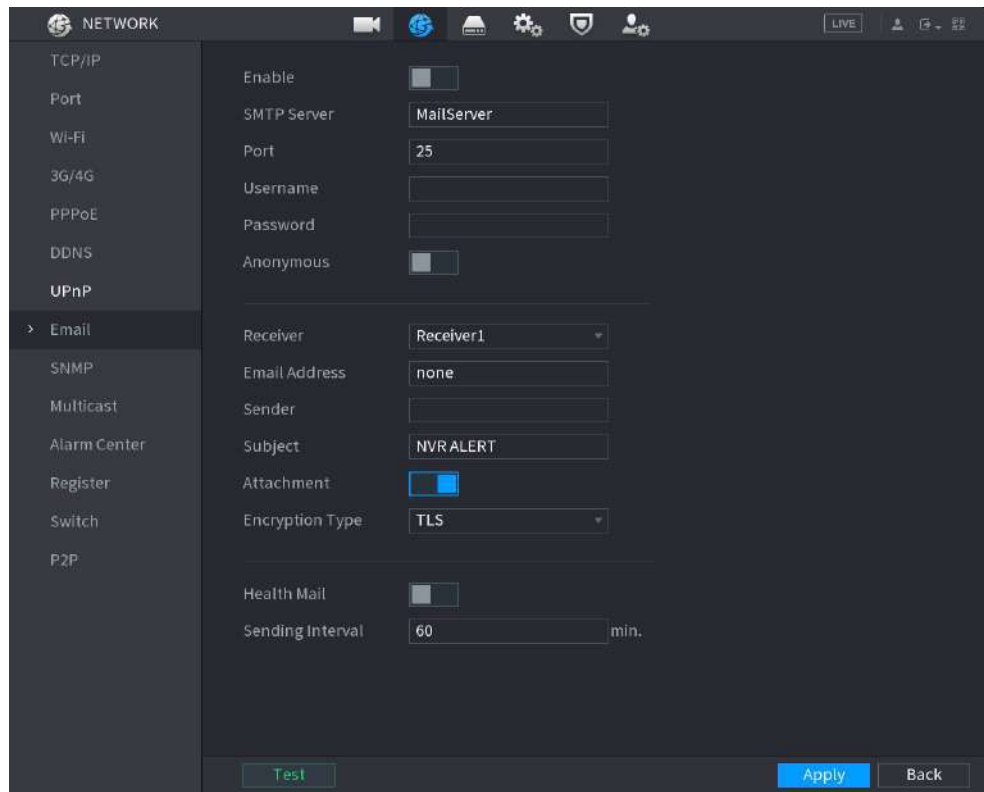 NETWORK
LIVE
TCP/IP
Port
Wi-Fi
3G/4G
PPPoE
DDNS
UPnP
Email
SNMP
Multicast
Alarm Center
Register
Switch
P2P
Enable
SMTP Server MailServer
Port 25
Username
Password
Anonymous
Receiver Receiver1
Email Address none
Sender
Subject NVR ALERT
Attachment
Encryption Type TLS
Health Mail
Sending Interval 60 min.
Test Apply Back